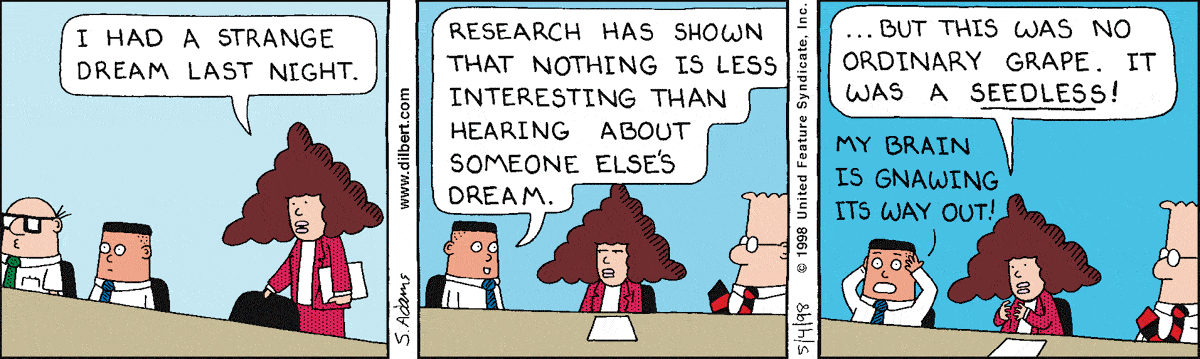 I HAD A STRANGE
DREAM LAST NIGHT.
S. Adams
www.dilbert.com
RESEARCH HAS SHOWN
THAT NOTHING IS LESS
INTERESTING THAN
HEARING ABOUT
SOMEONE ELSE'S
DREAM.
5/4/98
© 1998 United Feature Syndicate, Inc.
...BUT THIS WAS NO
ORDINARY GRAPE. IT
WAS A SEEDLESS!
MY BRAIN
IS GNAWING
ITS WAY OUT!